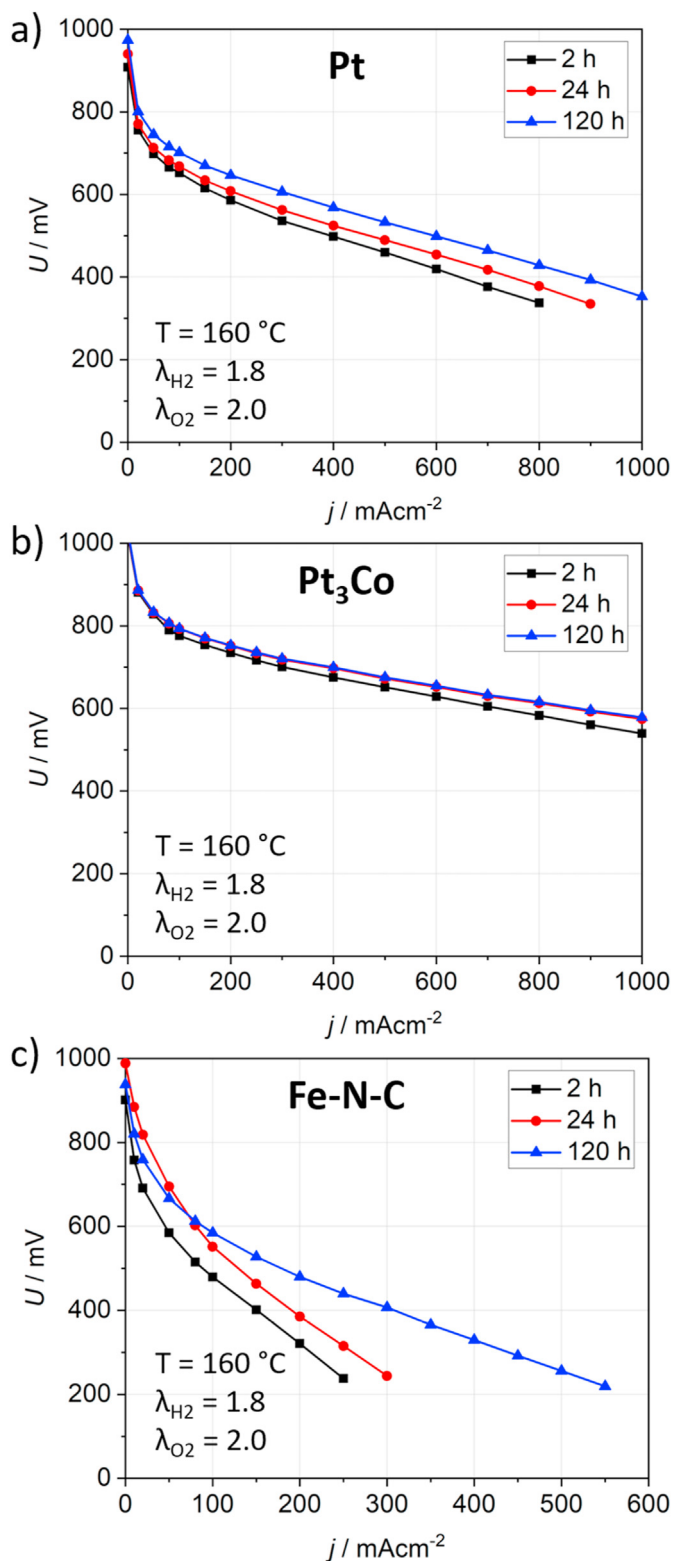 a)
Pt
2 h
24 h
120 h
1000
800
600
400
200
0
U / mV
T = 160 °C
λH2 = 1.8
λO2 = 2.0
0 200 400 600 800 1000
j / mAcm-2
b)
Pt3Co
2 h
24 h
120 h
1000
800
600
400
200
0
U / mV
T = 160 °C
λH2 = 1.8
λO2 = 2.0
0 200 400 600 800 1000
j / mAcm-2
c)
Fe-N-C
2 h
24 h
120 h
1000
800
600
400
200
0
U / mV
T = 160 °C
λH2 = 1.8
λO2 = 2.0
0 100 200 300 400 500 600
j / mAcm-2